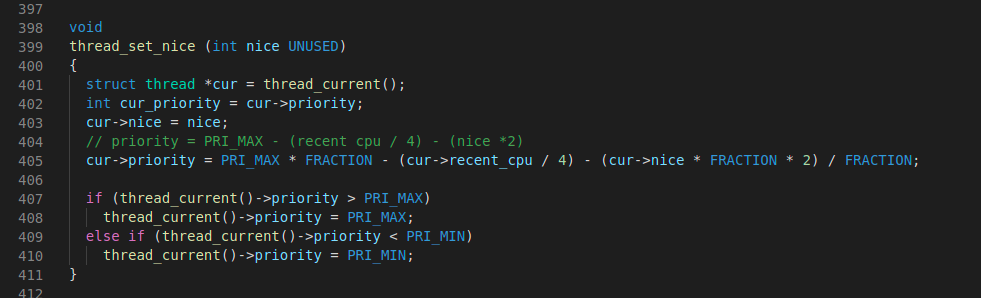 397
398 void
399 thread_set_nice (int nice UNUSED)
400 {
401   struct thread *cur = thread_current();
402   int cur_priority = cur->priority;
403   cur->nice = nice;
404   // priority = PRI_MAX - (recent cpu / 4) - (nice *2)
405   cur->priority = PRI_MAX * FRACTION - (cur->recent_cpu / 4) - (cur->nice * FRACTION * 2) / FRACTION;
406
407   if (thread_current()->priority > PRI_MAX)
408     thread_current()->priority = PRI_MAX;
409   else if (thread_current()->priority < PRI_MIN)
410     thread_current()->priority = PRI_MIN;
411 }
412